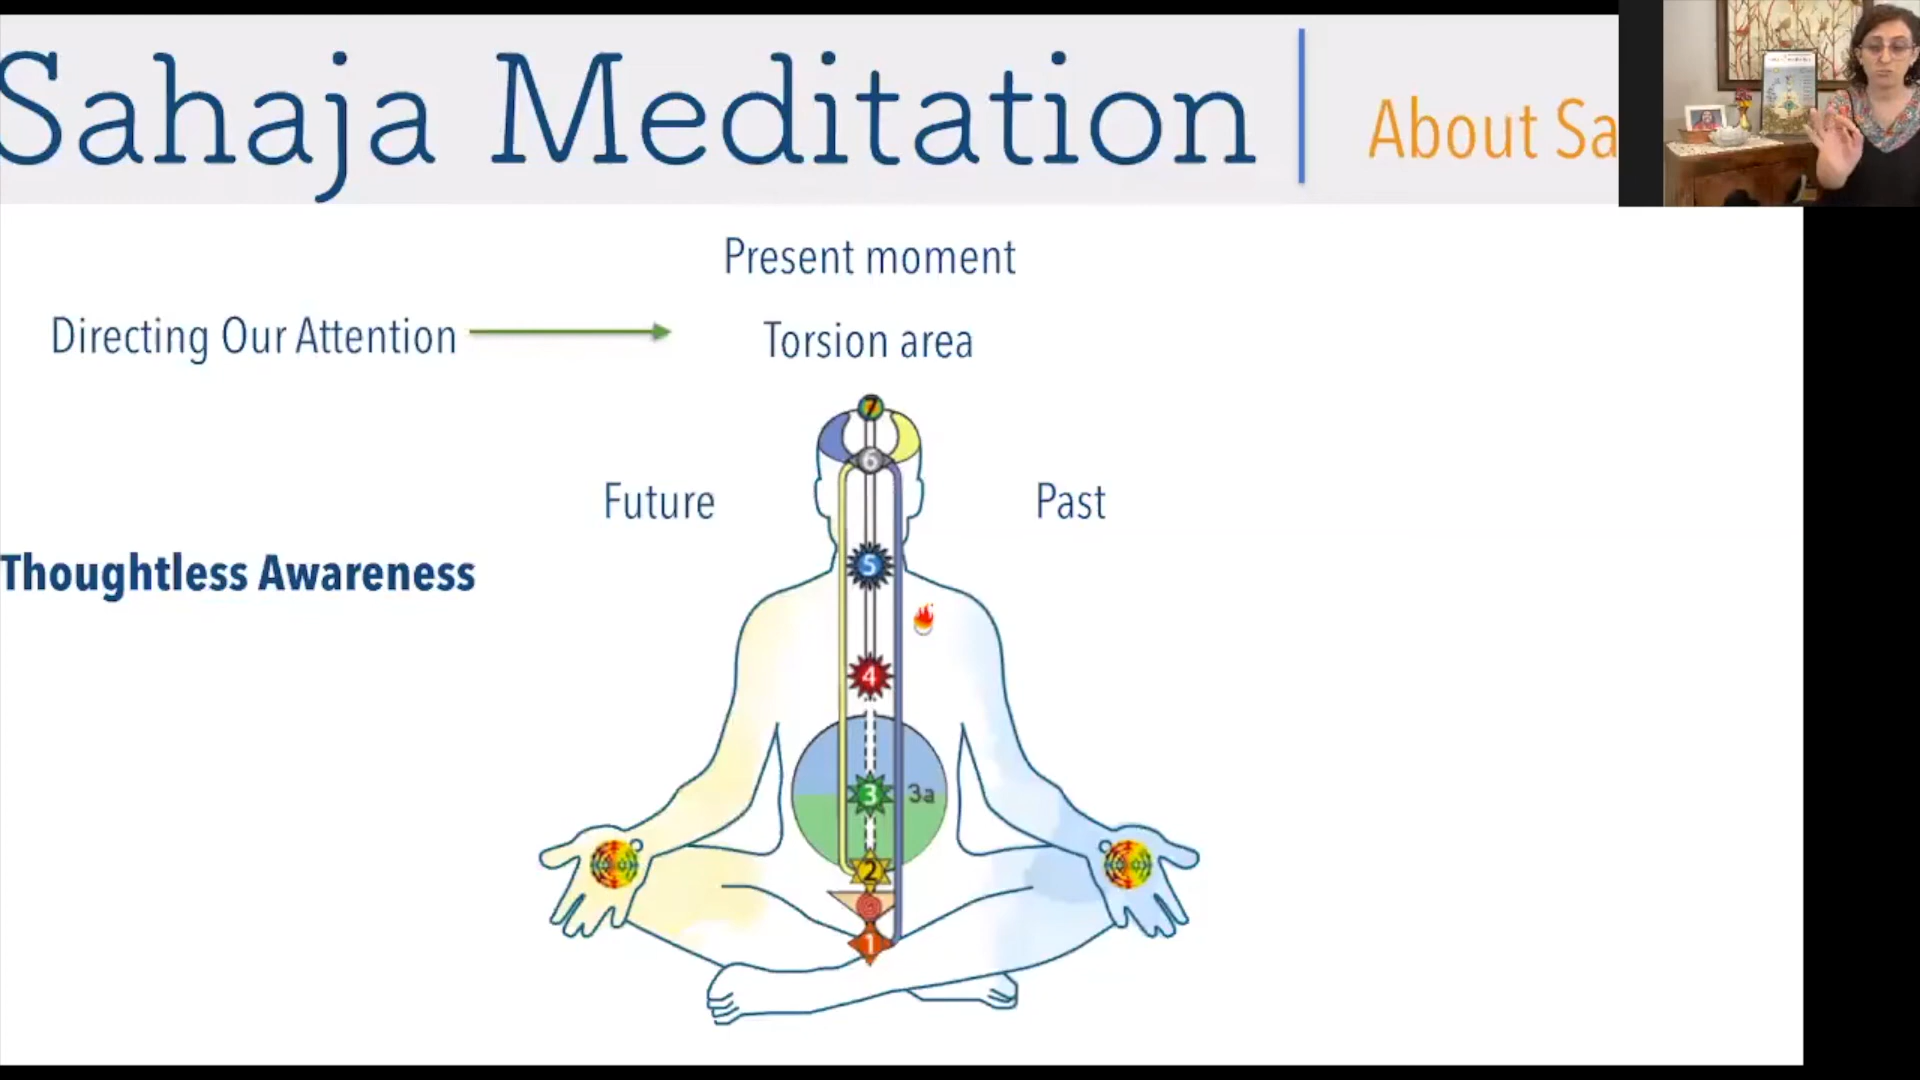 Sahaja Meditation
About Sa
Present moment
Directing Our Attention
Torsion area
7
6
Future
Past
5
Thoughtless Awareness
4
3
3a
2
1